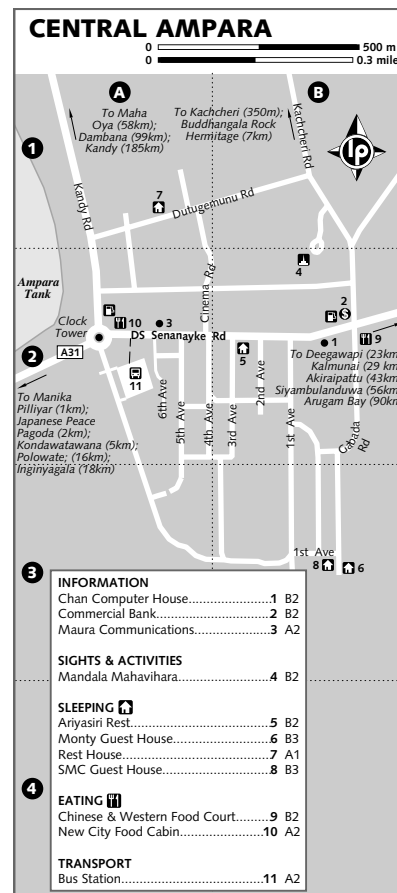 CENTRAL AMPARA
0 500 m
0 0.3 mile
A
B
To Maha
Oya (58km);
Dambana (99km);
Kandy (185km)
To Kachcheri (350m);
Buddhangala Rock
Hermitage (7km)
Kachcheri Rd
lp
1
Kandy Rd
7
Dutugemunu Rd
Cinema Rd
4
Ampara
Tank
2
Clock
Tower
10
3
DS Senanayke Rd
1
9
A31
2
11
5
To Deegawapi (23km);
Kalmunai (29 km)
Akiraipattu (43km)
Siyambulanduwa (56km)
Arugam Bay (90km)
To Manika
Pilliyar (1km);
Japanese Peace
Pagoda (2km);
Kondawatawana (5km);
Polowate; (16km);
Inginyagala (18km)
6th Ave
5th Ave
4th Ave
3rd Ave
2nd Ave
1st Ave
Gabada Rd
1st Ave
8
6
3
INFORMATION
Chan Computer House........................1 B2
Commercial Bank...............................2 B2
Maura Communications......................3 A2
SIGHTS & ACTIVITIES
Mandala Mahavihara..........................4 B2
SLEEPING
Ariyasiri Rest......................................5 B2
Monty Guest House............................6 B3
Rest House.........................................7 A1
SMC Guest House...............................8 B3
4
EATING
Chinese & Western Food Court...........9 B2
New City Food Cabin........................10 A2
TRANSPORT
Bus Station.......................................11 A2